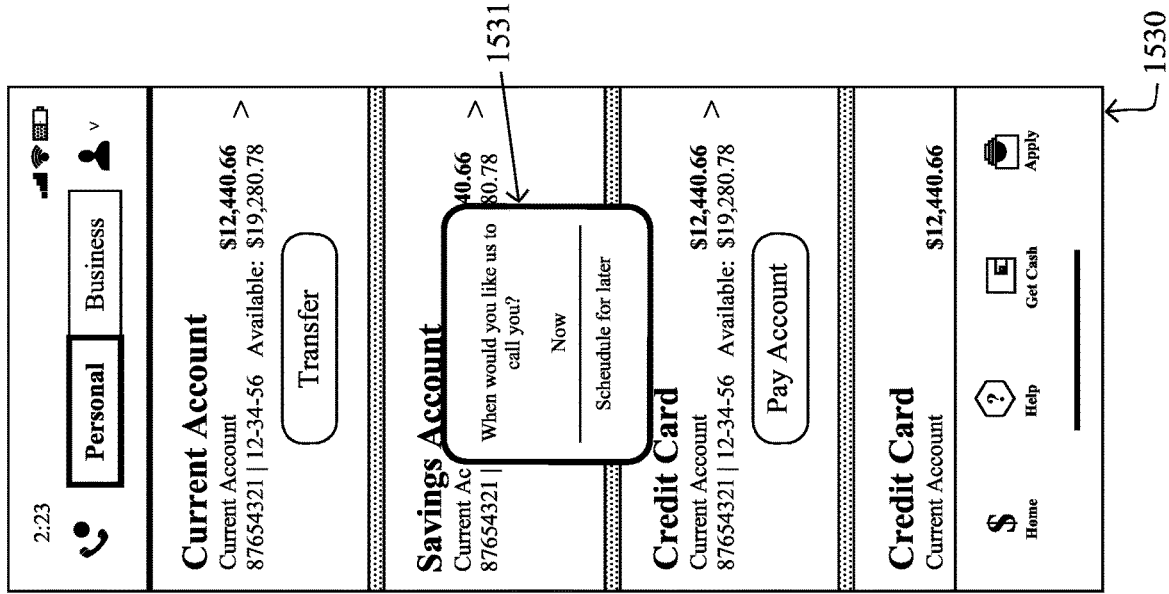 2:23
Personal Business
Current Account
Current Account $12,440.66
87654321 | 12-34-56 Available: $19,280.78 >
Transfer
Savings Account
Current Ac 40.66
87654321 | 80.78 >
When would you like us to
call you?
Now
Scheudule for later
1531
Credit Card
Current Account $12,440.66
87654321 | 12-34-56 Available: $19,280.78 >
Pay Account
Credit Card
Current Account $12,440.66
$ ?
Home Help Get Cash Apply
1530